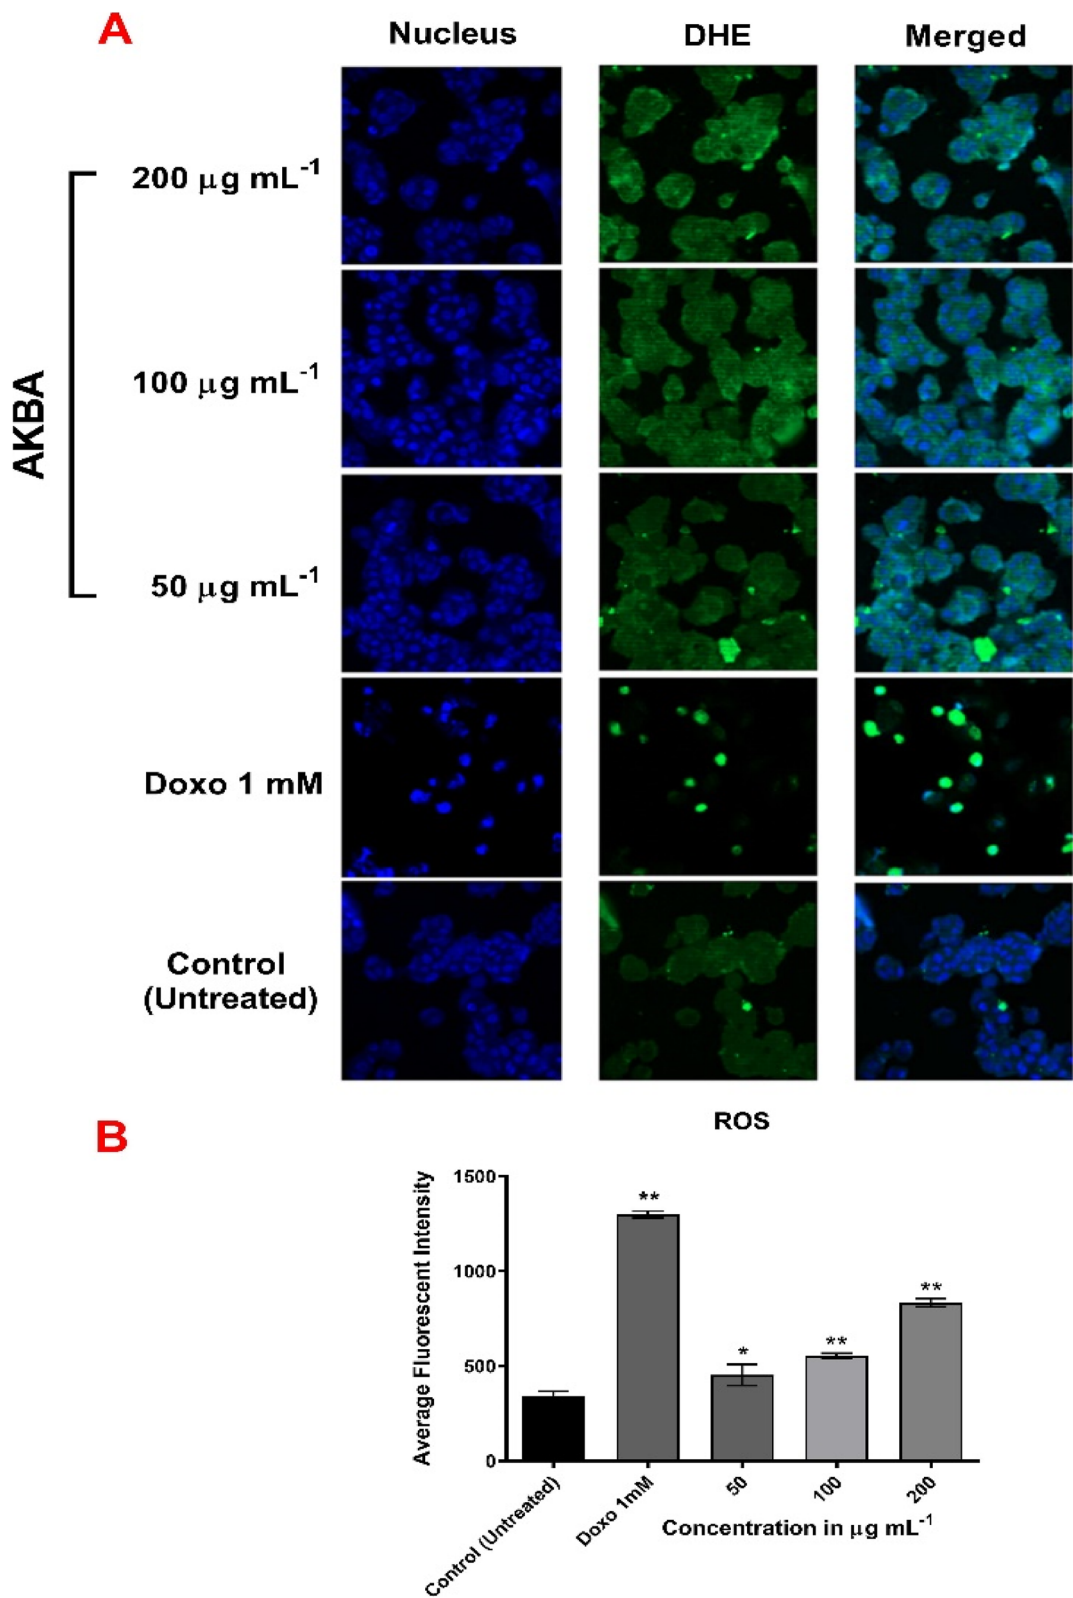 A
Nucleus DHE Merged
AKBA
200 µg mL⁻¹
100 µg mL⁻¹
50 µg mL⁻¹
Doxo 1 mM
Control
(Untreated)
B
ROS
Average Fluorescent Intensity
1500
1000
500
0
**
*
**
**
Control (Untreated)
Doxo 1mM
50
100
200
Concentration in µg mL⁻¹